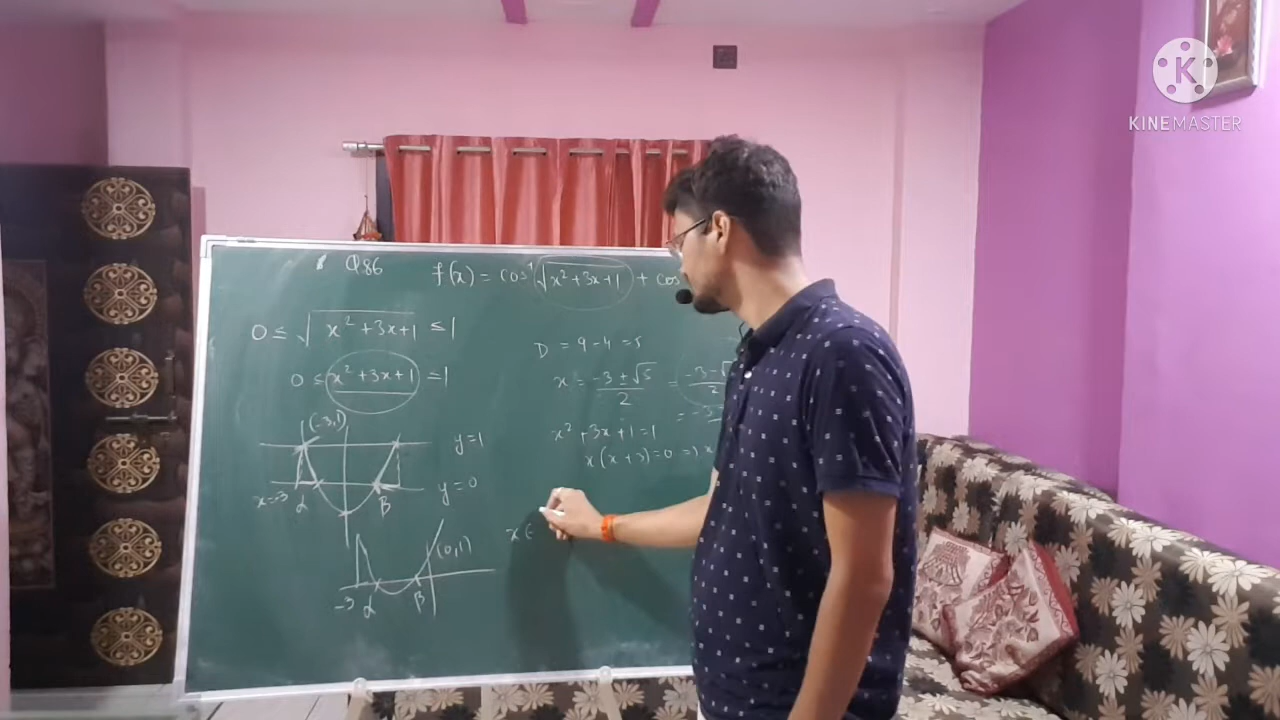 Q86
f(x) = cos⁻¹√x²+3x+1 + cos
0 ≤ √x²+3x+1 ≤ 1
0 ≤ x²+3x+1 ≤ 1
(-3,1)
y=1
y=0
x=-3 α β
(0,1)
-3 α β
D = 9-4 = 5
x = -3±√5/2 = -3-√
x²+3x+1=1
x(x+3)=0 ⇒ x
x ∈
K
KINEMASTER